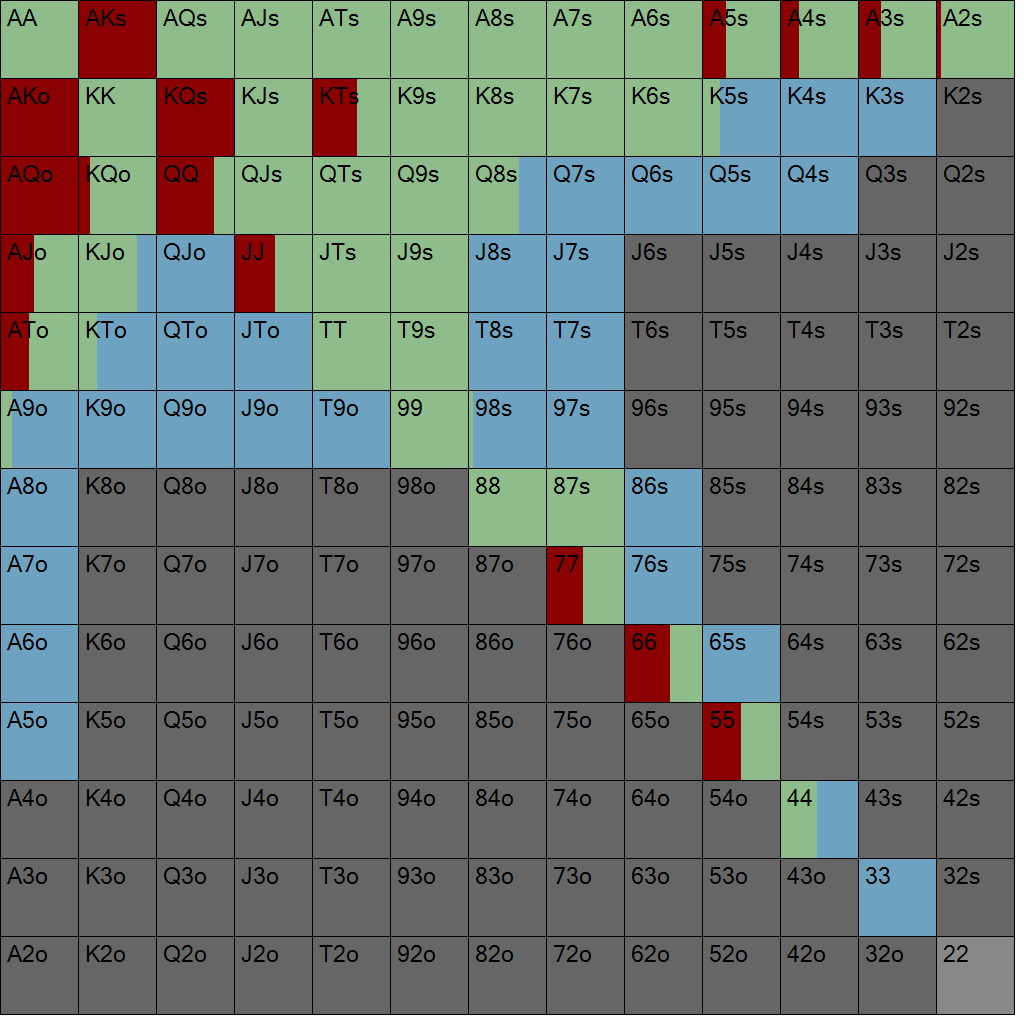 AA AKs AQs AJs ATs A9s A8s A7s A6s A5s A4s A3s A2s
AKo KK KQs KJs KTs K9s K8s K7s K6s K5s K4s K3s K2s
AQo KQo QQ QJs QTs Q9s Q8s Q7s Q6s Q5s Q4s Q3s Q2s
AJo KJo QJo JJ JTs J9s J8s J7s J6s J5s J4s J3s J2s
ATo KTo QTo JTo TT T9s T8s T7s T6s T5s T4s T3s T2s
A9o K9o Q9o J9o T9o 99 98s 97s 96s 95s 94s 93s 92s
A8o K8o Q8o J8o T8o 98o 88 87s 86s 85s 84s 83s 82s
A7o K7o Q7o J7o T7o 97o 87o 77 76s 75s 74s 73s 72s
A6o K6o Q6o J6o T6o 96o 86o 76o 66 65s 64s 63s 62s
A5o K5o Q5o J5o T5o 95o 85o 75o 65o 55 54s 53s 52s
A4o K4o Q4o J4o T4o 94o 84o 74o 64o 54o 44 43s 42s
A3o K3o Q3o J3o T3o 93o 83o 73o 63o 53o 43o 33 32s
A2o K2o Q2o J2o T2o 92o 82o 72o 62o 52o 42o 32o 22